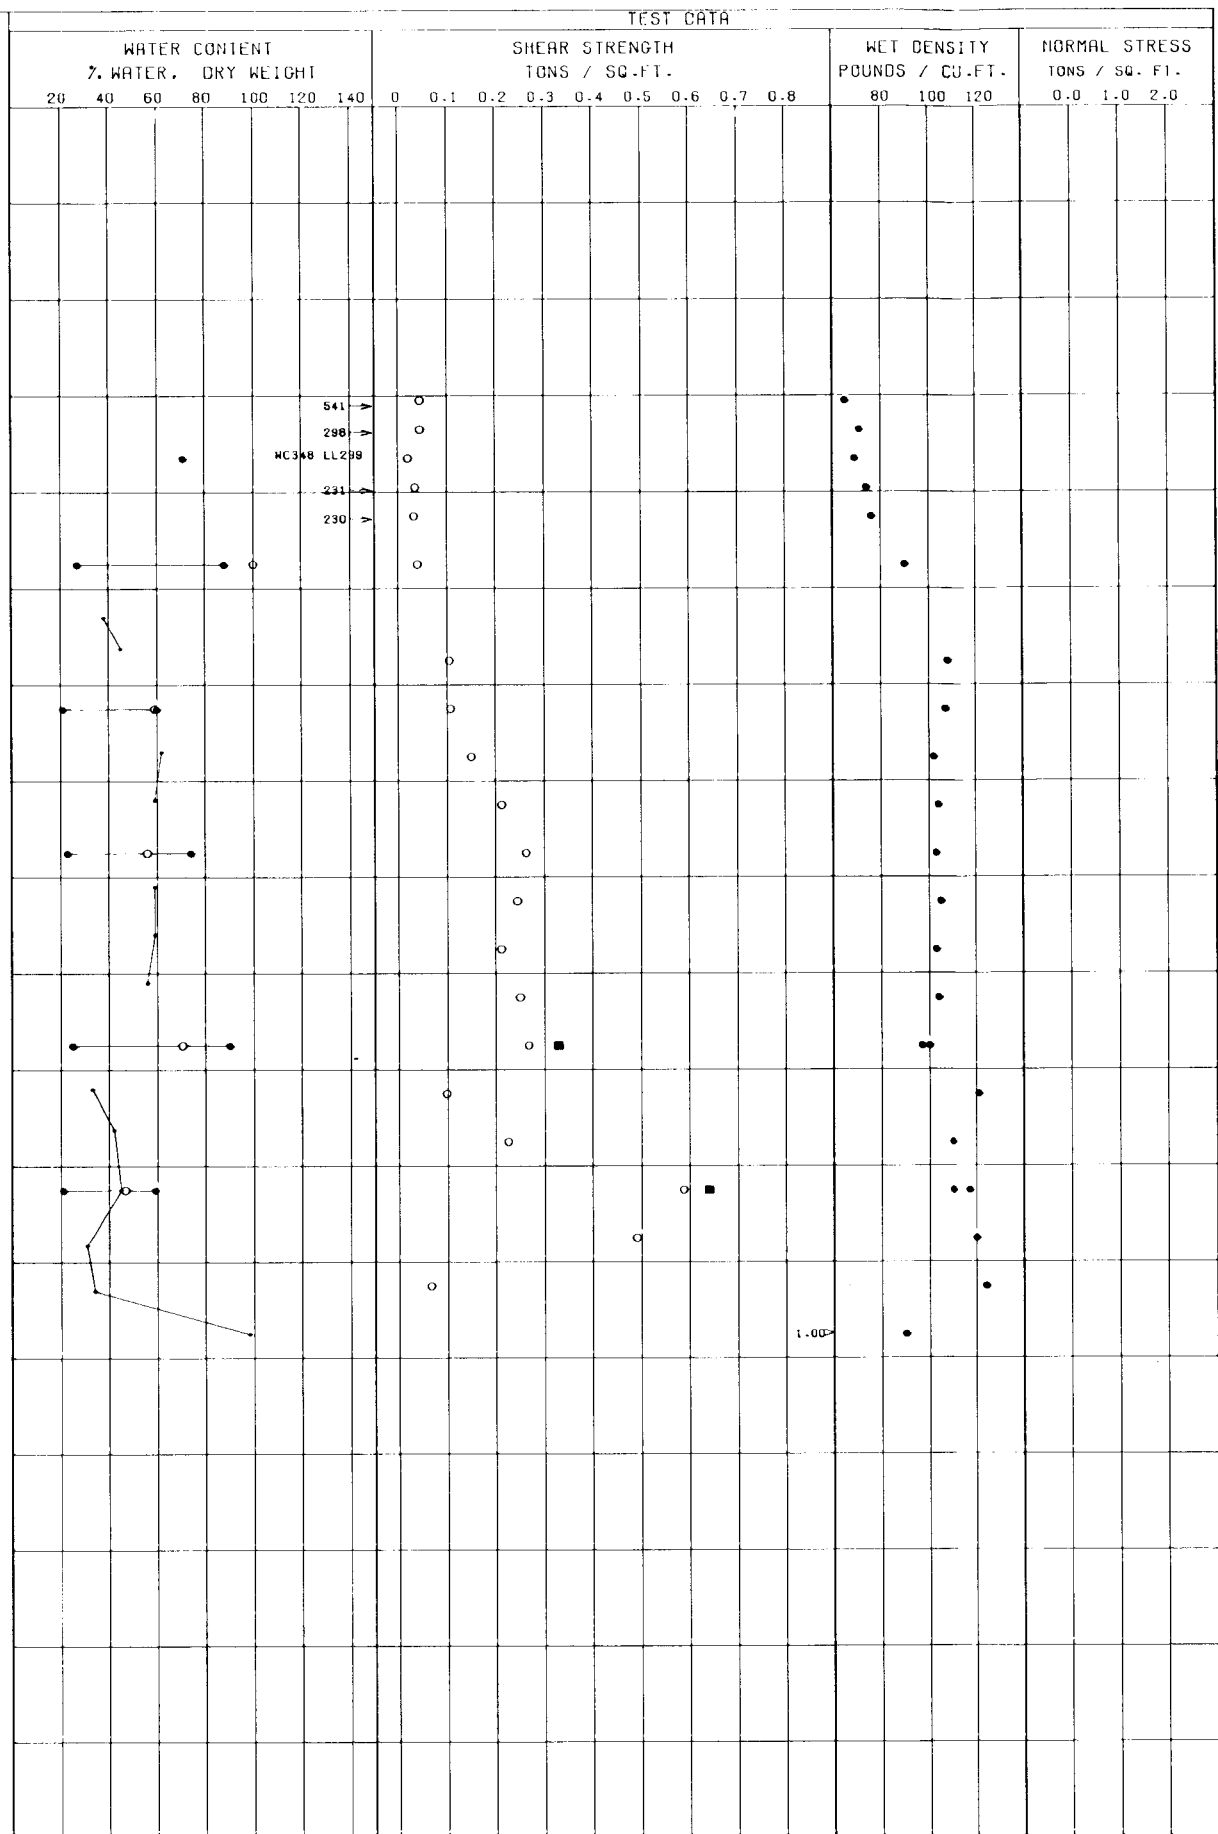 TEST DATA
WATER CONTENT
% WATER, DRY WEIGHT
SHEAR STRENGTH
TONS / SQ.FT.
WET DENSITY
POUNDS / CU.FT.
NORMAL STRESS
TONS / SQ. FT.
20 40 60 80 100 120 140
0 0.1 0.2 0.3 0.4 0.5 0.6 0.7 0.8
80 100 120
0.0 1.0 2.0
541
298
WC348 LL299
231
230
1.00